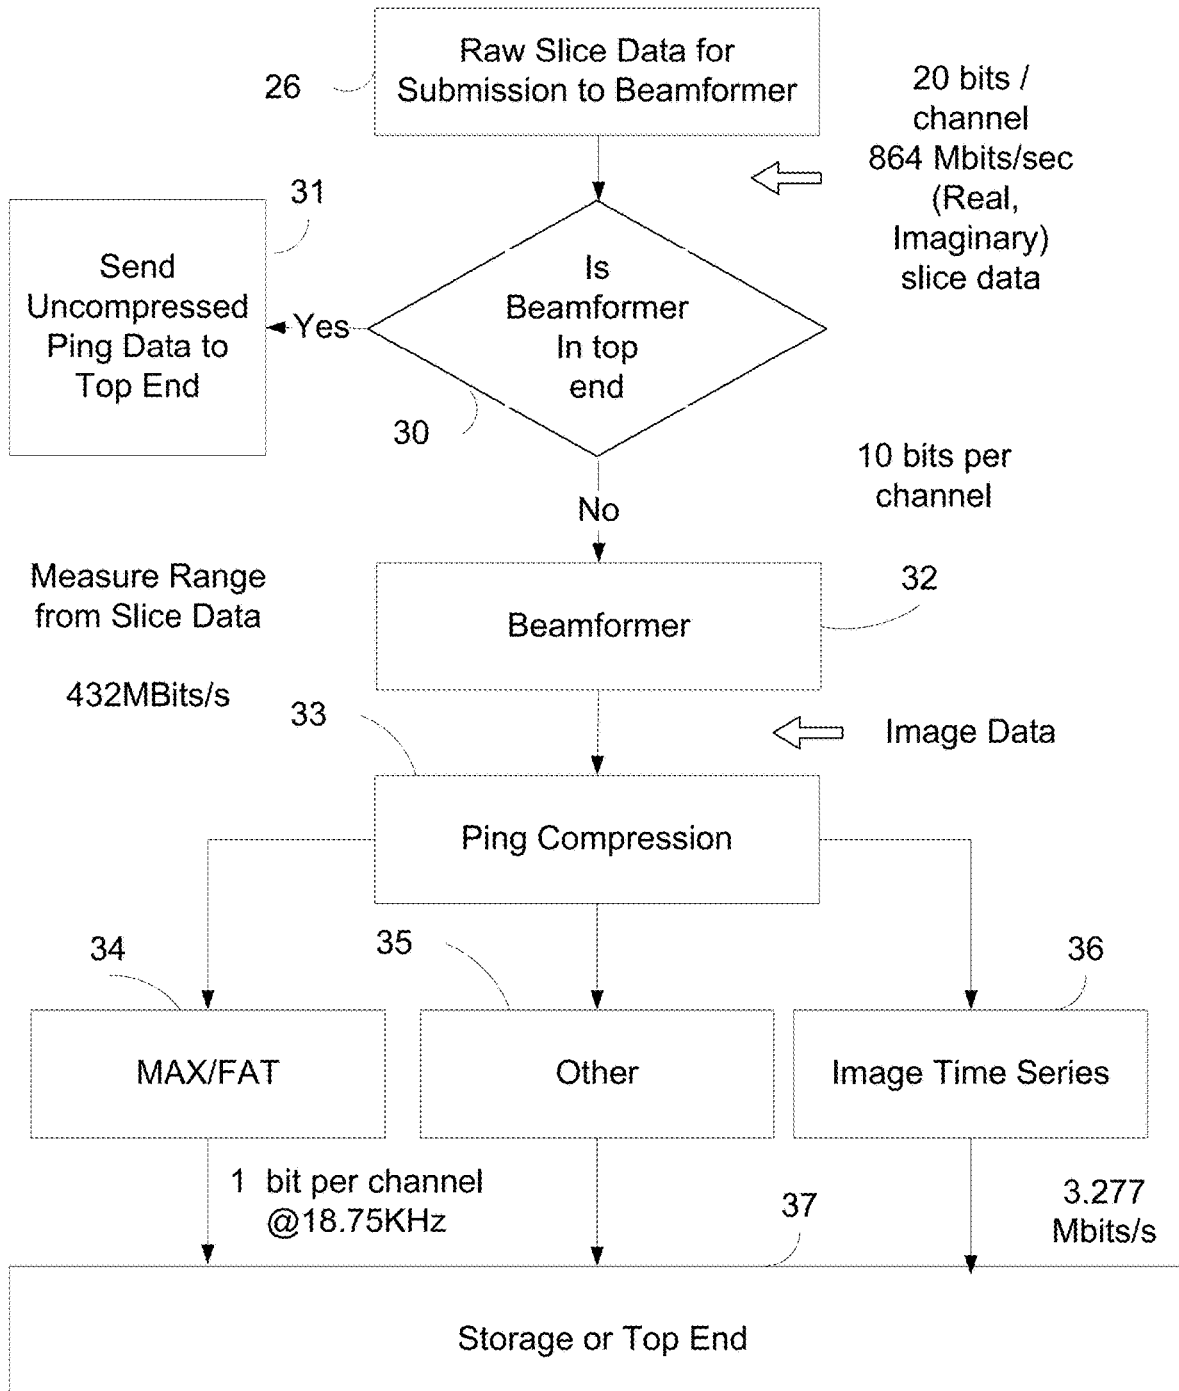 Raw Slice Data for
Submission to Beamformer
26
20 bits /
channel
864 Mbits/sec
(Real,
Imaginary)
slice data
31
Send
Uncompressed
Ping Data to
Top End
Yes
Is
Beamformer
In top
end
30
10 bits per
channel
No
Measure Range
from Slice Data
432MBits/s
32
Beamformer
33
Image Data
Ping Compression
34
35
36
MAX/FAT
Other
Image Time Series
1 bit per channel
@18.75KHz
37
3.277
Mbits/s
Storage or Top End